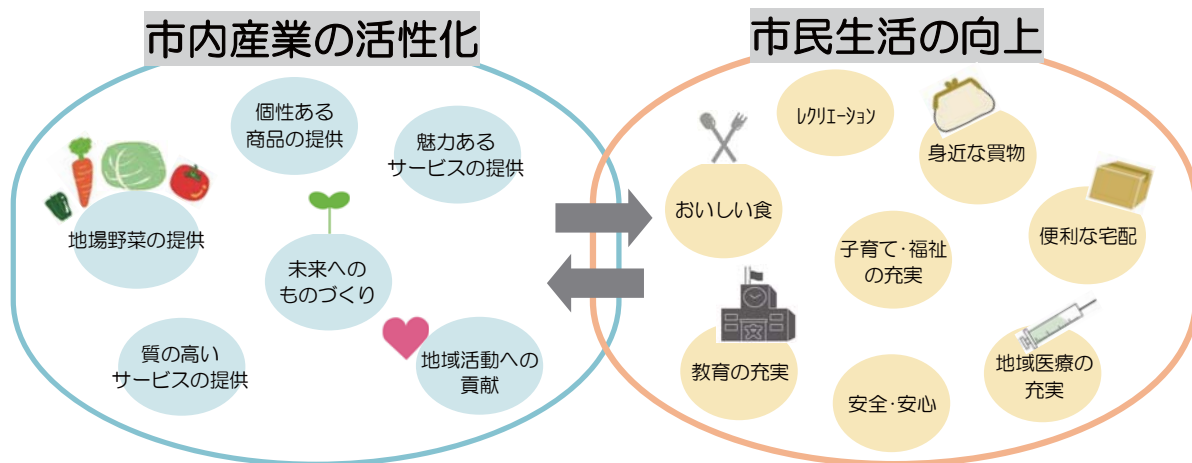 市内産業の活性化
個性ある
商品の提供
魅力ある
サービスの提供
地場野菜の提供
未来への
ものづくり
質の高い
サービスの提供
地域活動への
貢献
市民生活の向上
ﾚｸﾘｴｰｼｮﾝ
身近な買物
おいしい食
便利な宅配
子育て・福祉
の充実
教育の充実
地域医療の
充実
安全・安心